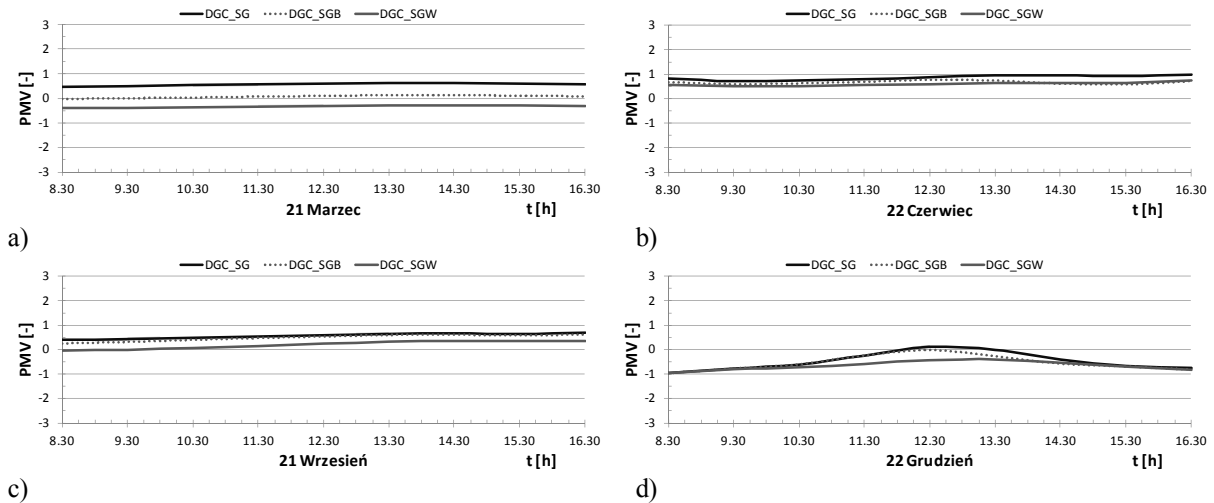 DGC_SG DGC_SGB DGC_SGW
PMV [-]
3
2
1
0
-1
-2
-3
8.30 9.30 10.30 11.30 12.30 13.30 14.30 15.30 16.30
21 Marzec t [h]
a)
DGC_SG DGC_SGB DGC_SGW
PMV [-]
3
2
1
0
-1
-2
-3
8.30 9.30 10.30 11.30 12.30 13.30 14.30 15.30 16.30
22 Czerwiec t [h]
b)
DGC_SG DGC_SGB DGC_SGW
PMV [-]
3
2
1
0
-1
-2
-3
8.30 9.30 10.30 11.30 12.30 13.30 14.30 15.30 16.30
21 Wrzesień t [h]
c)
DGC_SG DGC_SGB DGC_SGW
PMV [-]
3
2
1
0
-1
-2
-3
8.30 9.30 10.30 11.30 12.30 13.30 14.30 15.30 16.30
22 Grudzień t [h]
d)